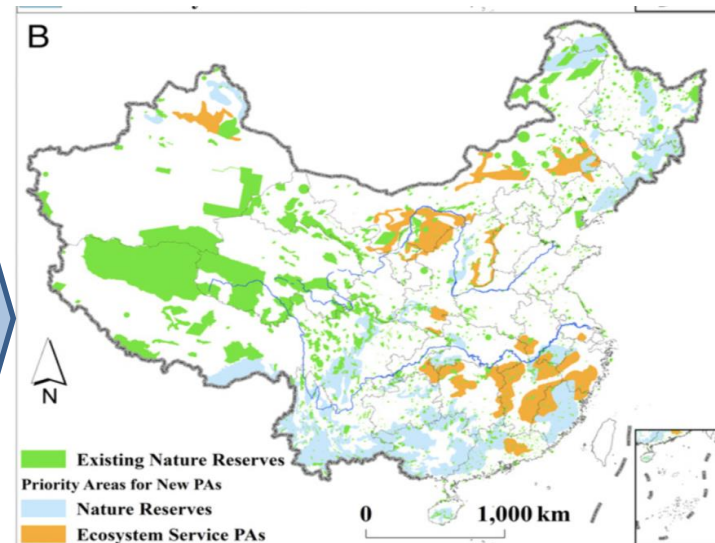 B
N
Existing Nature Reserves
Priority Areas for New PAs
Nature Reserves
Ecosystem Service PAs
0 1,000 km